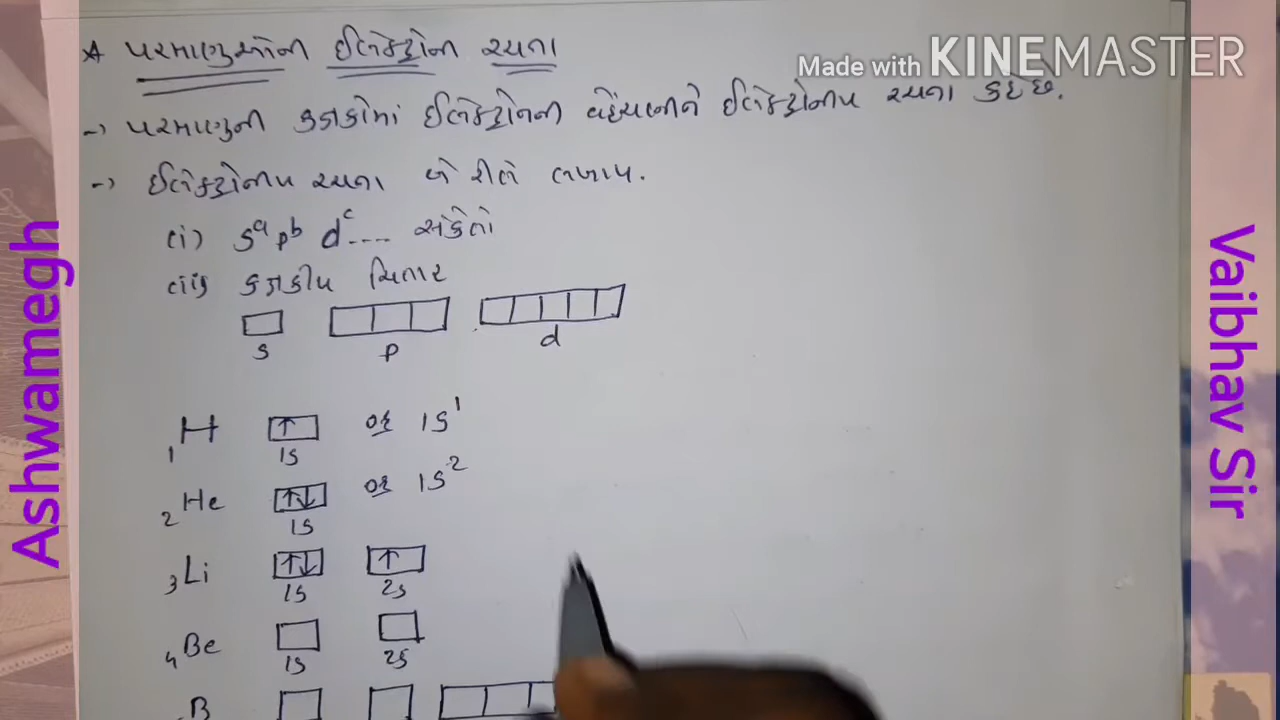 Made with KINEMASTER
* પરમાણુઓની ઈલેક્ટ્રોન રચના
→ પરમાણુની કક્ષકોમાં ઈલેક્ટ્રોનની વહેંચણીને ઈલેક્ટ્રોનીય રચના કહે છે.
→ ઈલેક્ટ્રોનીય રચના બે રીતે લખાય.
(i) sᵃ pᵇ dᶜ.... સંકેતો
(ii) કક્ષકીય ચિતાર
s p d
₁H ↑ or 1s¹
1s
₂He ↑↓ or 1s²
1s
₃Li ↑↓ ↑
1s 2s
₄Be
1s 2s
B
Ashwamegh
Vaibhav Sir